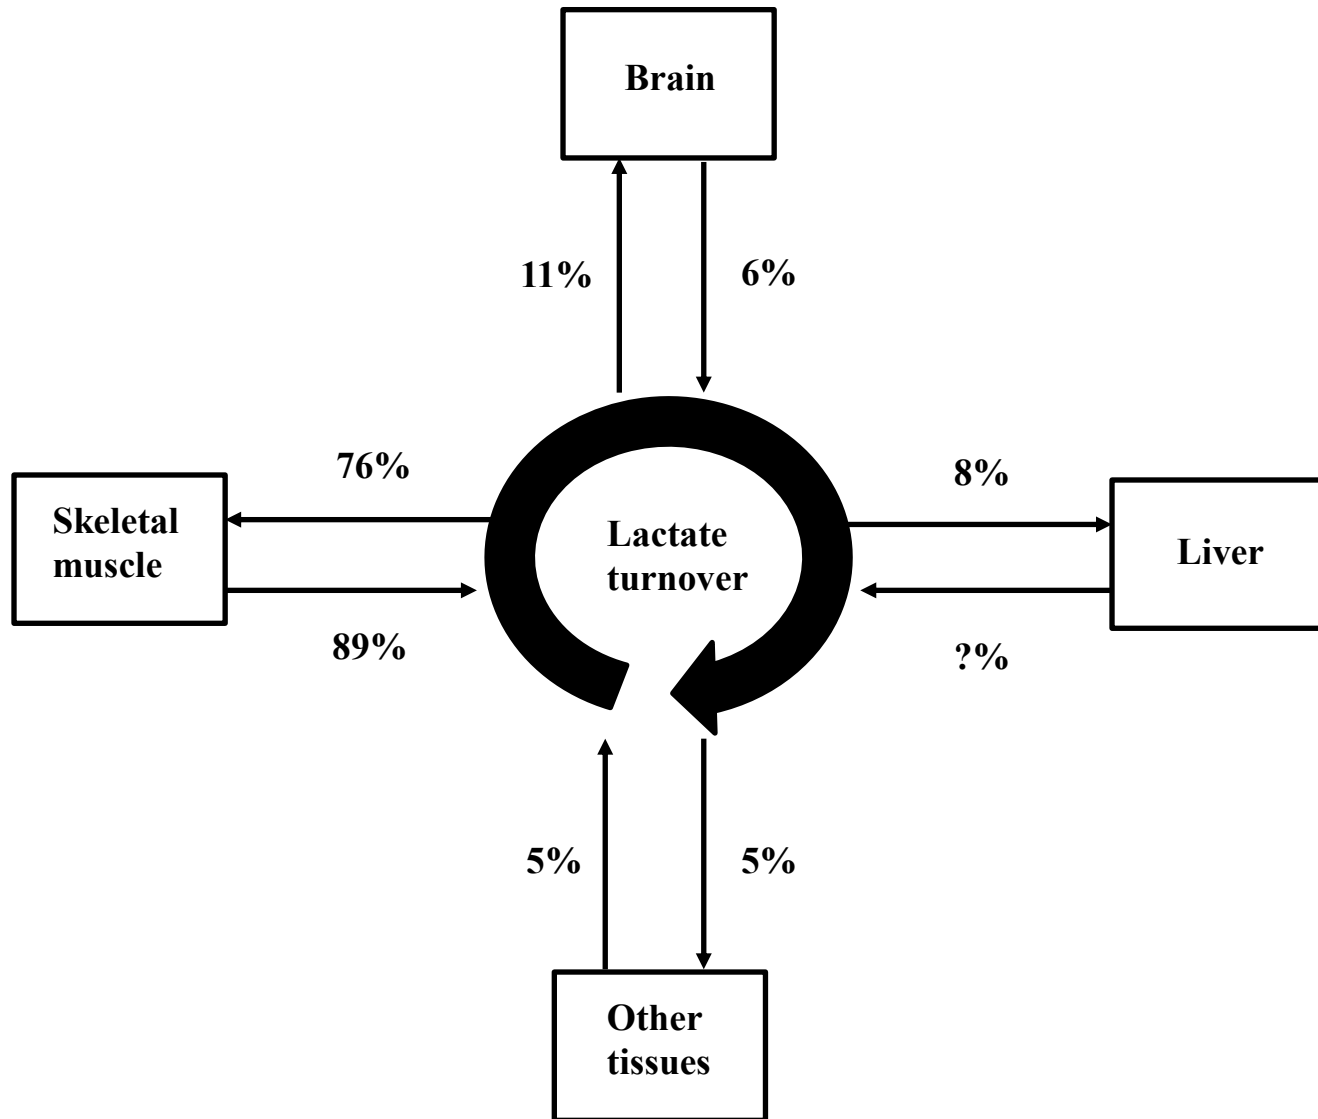 Brain
11%
6%
76%
8%
Skeletal
muscle
Lactate
turnover
Liver
89%
?%
5%
5%
Other
tissues